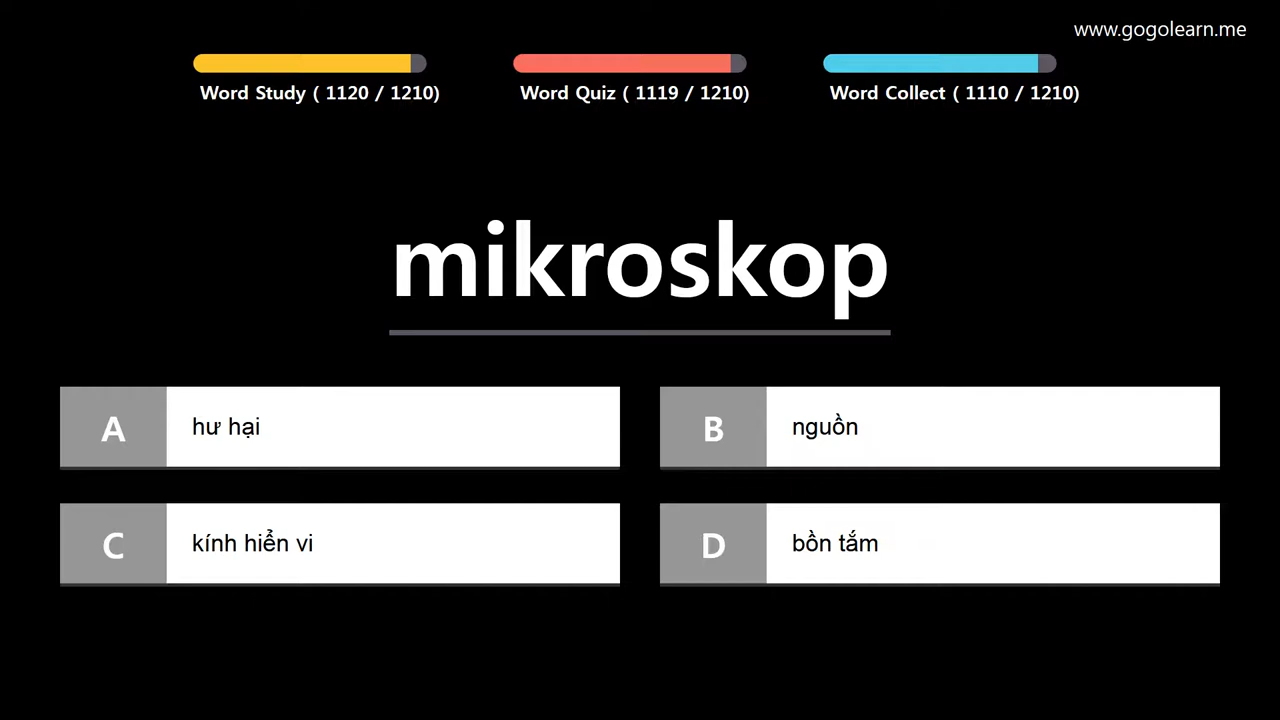 www.gogolearn.me
Word Study ( 1120 / 1210)
Word Quiz ( 1119 / 1210)
Word Collect ( 1110 / 1210)
mikroskop
A hư hại
B nguồn
C kính hiển vi
D bồn tắm